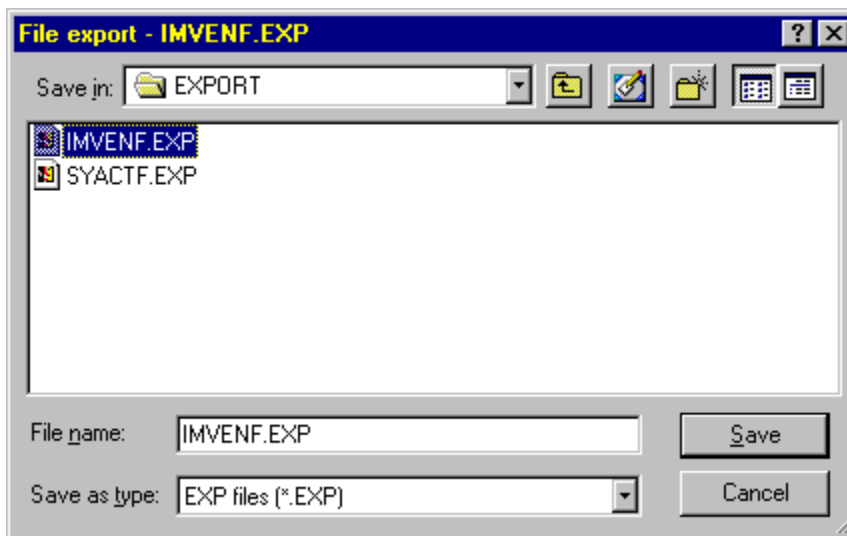 File export - IMVENF.EXP
Save in: EXPORT
IMVENF.EXP
SYACTF.EXP
File name: IMVENF.EXP Save
Save as type: EXP files (*.EXP) Cancel